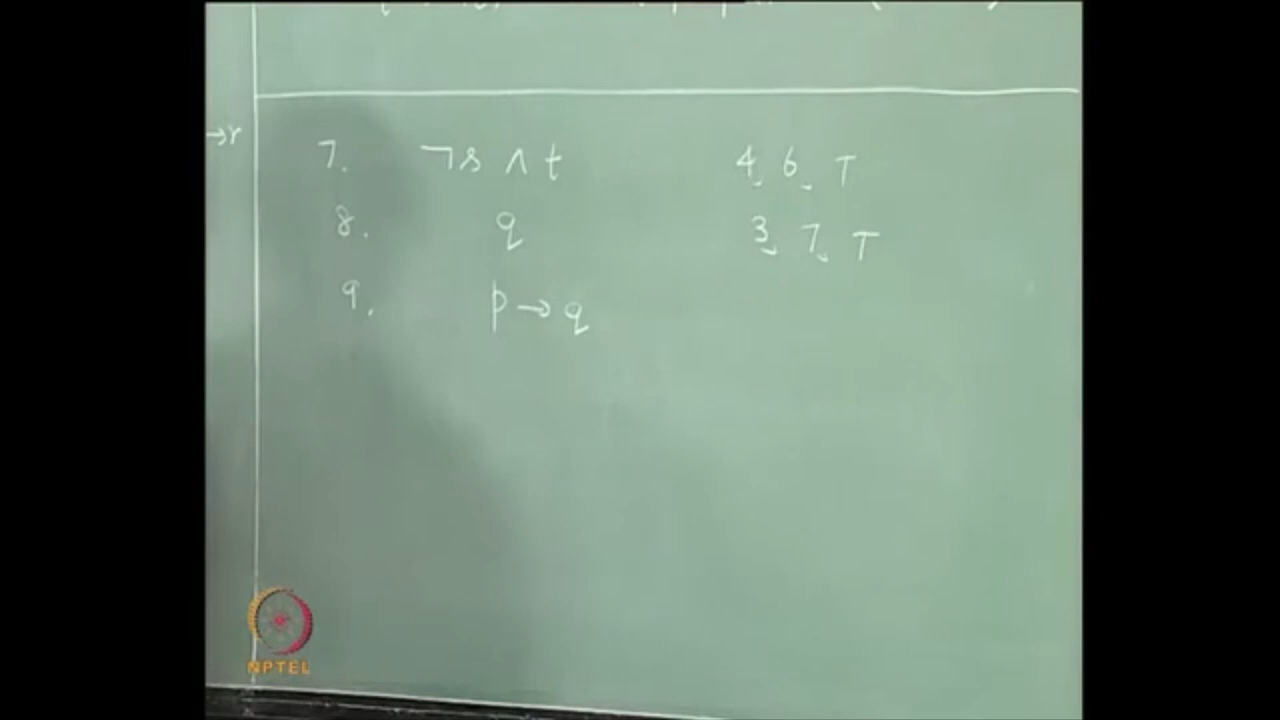 →r
7. ¬s ∧ t 4, 6, T
8. q 3, 7, T
9. p → q
NPTEL